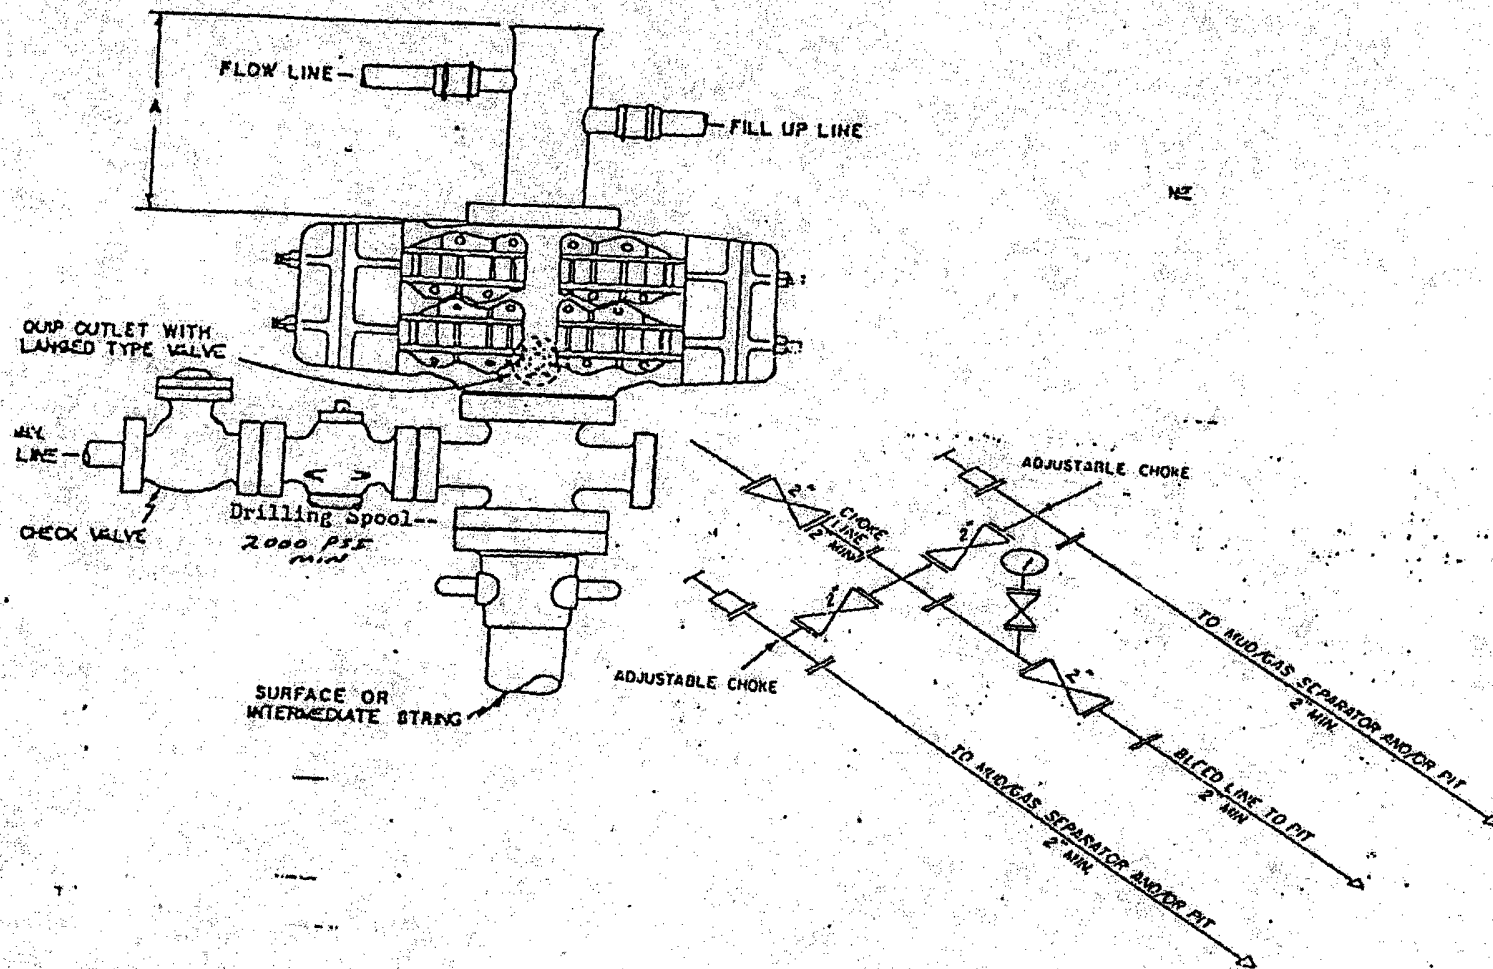 A
FLOW LINE
FILL UP LINE
OUTLET WITH
TYPE VALVE
LINE
CHECK VALVE
Drilling Spool--
2000 PSI
MIN
SURFACE OR
INTERMEDIATE STRING
2"
CHOKE
LINE
2" MIN
ADJUSTABLE CHOKE
ADJUSTABLE CHOKE
2"
TO MUD/GAS SEPARATOR AND/OR PIT
2" MIN.
BLEED LINE TO PIT
2" MIN
TO MUD/GAS SEPARATOR AND/OR PIT
2" MIN.